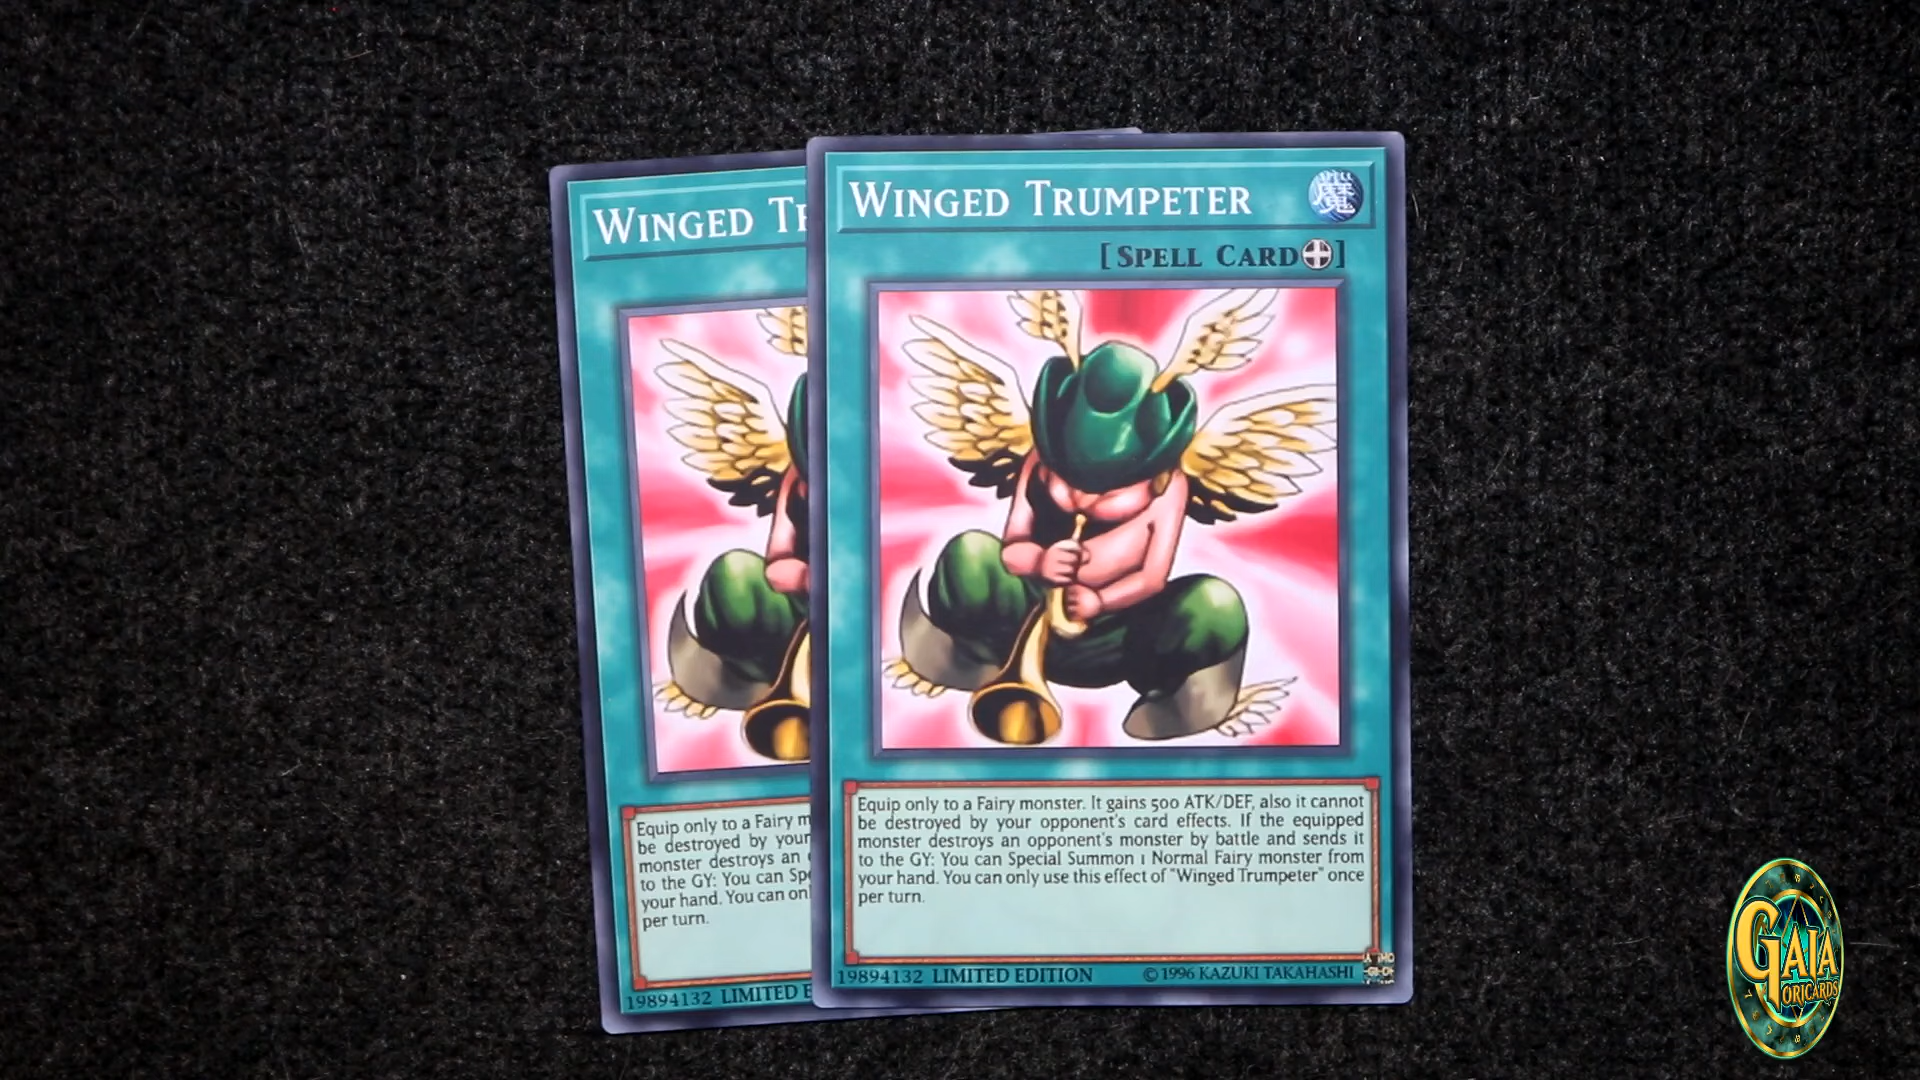 WINGED TR
WINGED TRUMPETER
魔
[SPELL CARD]
Equip only to a Fairy m
be destroyed by your
monster destroys an
to the GY: You can Spe
your hand. You can onl
per turn.
19894132 LIMITED E
Equip only to a Fairy monster. It gains 500 ATK/DEF, also it cannot
be destroyed by your opponent's card effects. If the equipped
monster destroys an opponent's monster by battle and sends it
to the GY: You can Special Summon 1 Normal Fairy monster from
your hand. You can only use this effect of "Winged Trumpeter" once
per turn.
19894132 LIMITED EDITION
© 1996 KAZUKI TAKAHASHI
GAIA
ORICARDS